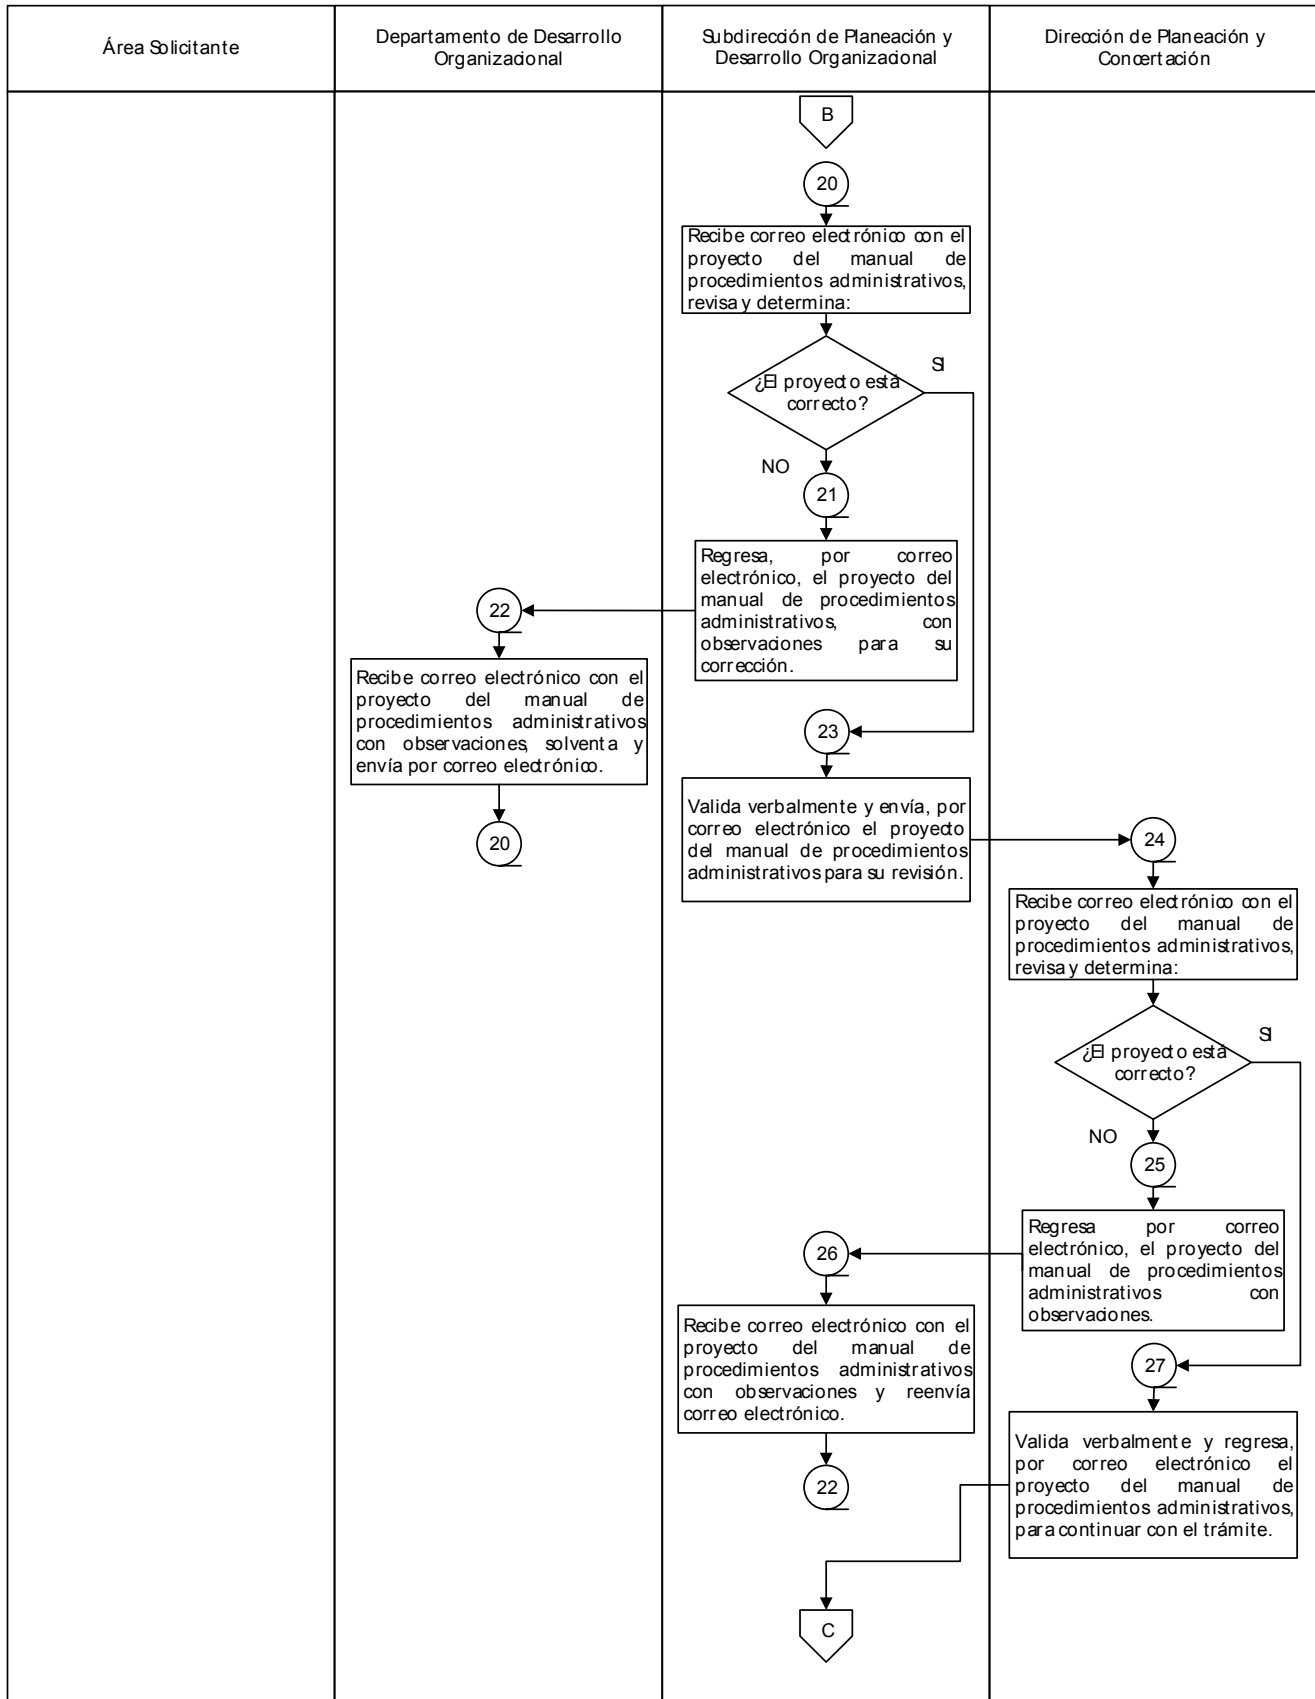 Área Solicitante
Departamento de Desarrollo
Organizacional
Subdirección de Planeación y
Desarrollo Organizacional
Dirección de Planeación y
Concertación
B
20
Recibe correo electrónico con el
proyecto del manual de
procedimientos administrativos,
revisa y determina:
¿El proyecto está
correcto?
SI
NO
21
Regresa, por correo
electrónico, el proyecto del
manual de procedimientos
administrativos, con
observaciones para su
corrección.
22
Recibe correo electrónico con el
proyecto del manual de
procedimientos administrativos
con observaciones, solventa y
envía por correo electrónico.
20
23
Valida verbalmente y envía, por
correo electrónico el proyecto
del manual de procedimientos
administrativos para su revisión.
24
Recibe correo electrónico con el
proyecto del manual de
procedimientos administrativos,
revisa y determina:
¿El proyecto está
correcto?
SI
NO
25
Regresa por correo
electrónico, el proyecto del
manual de procedimientos
administrativos con
observaciones.
26
Recibe correo electrónico con el
proyecto del manual de
procedimientos administrativos
con observaciones y reenvía
correo electrónico.
22
27
Valida verbalmente y regresa,
por correo electrónico el
proyecto del manual de
procedimientos administrativos,
para continuar con el trámite.
C